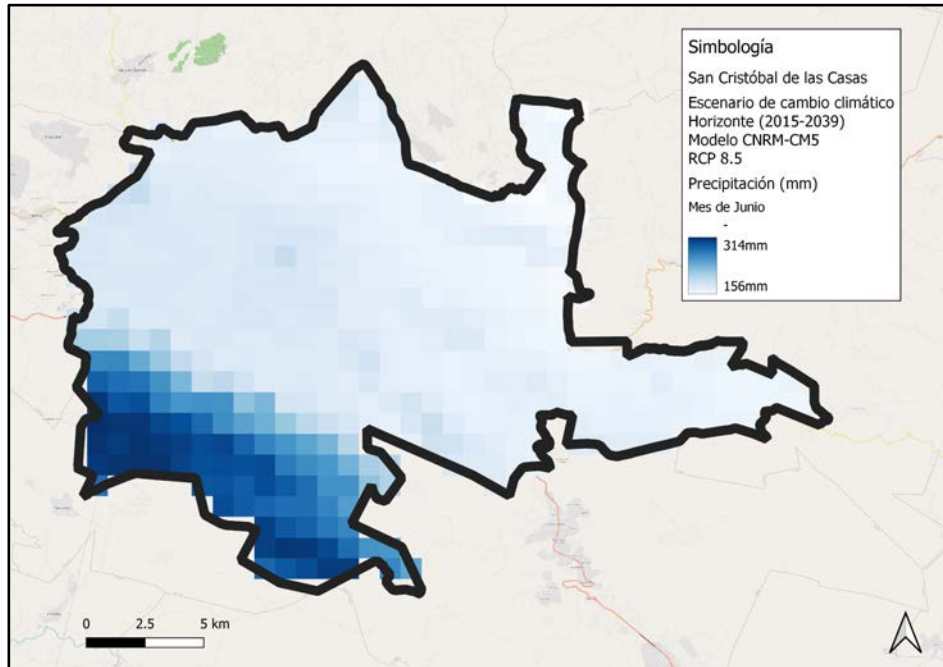 Simbología
San Cristóbal de las Casas
Escenario de cambio climático
Horizonte (2015-2039)
Modelo CNRM-CM5
RCP 8.5
Precipitación (mm)
Mes de Junio
-
314mm
156mm
0 2.5 5 km